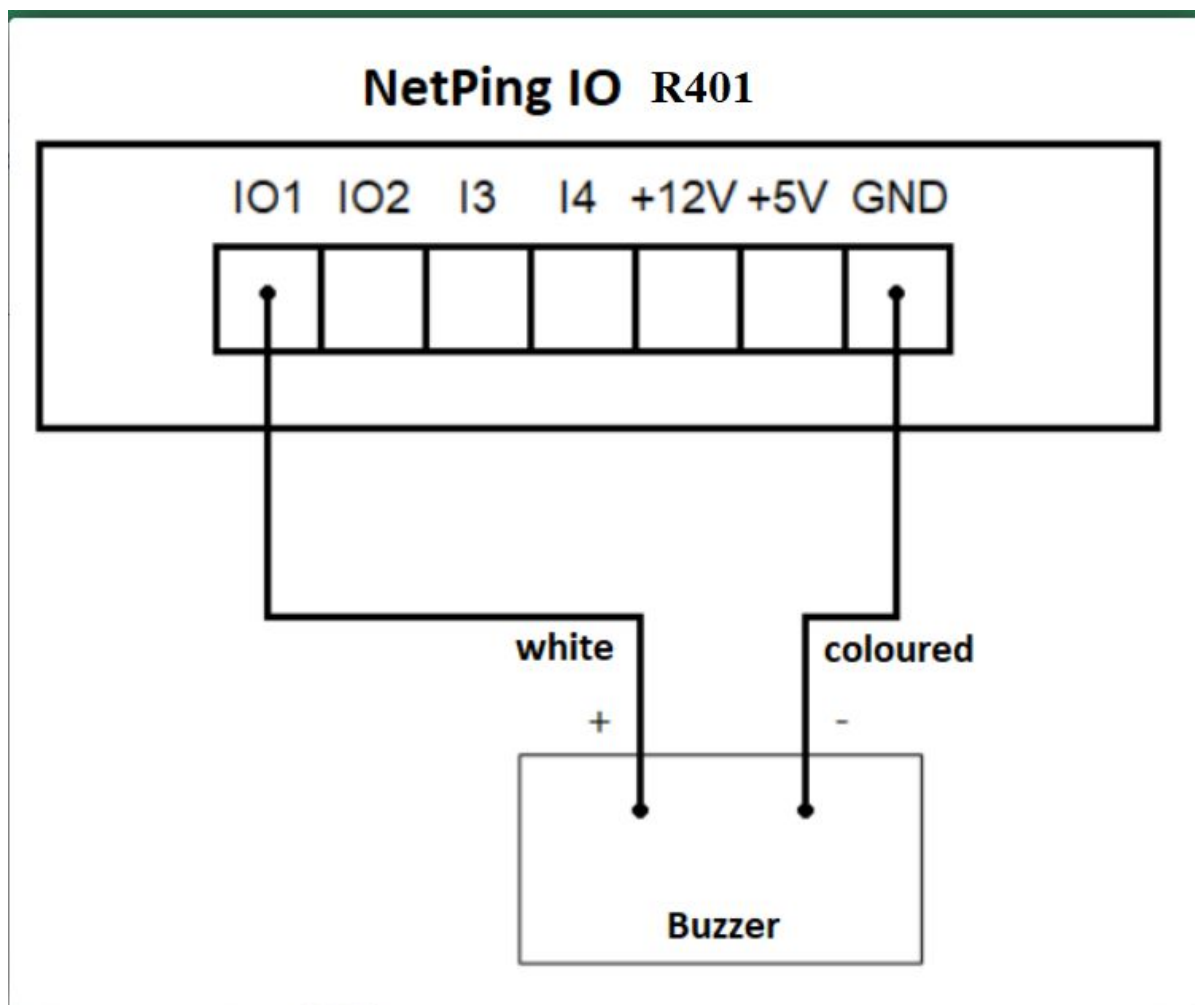 NetPing IO R401
IO1 IO2 I3 I4 +12V +5V GND
white coloured
+ -
Buzzer